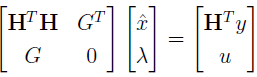 [ H^T H  G^T ] [ x̂ ] = [ H^T y ]
[ G  0 ] [ λ ] [ u ]